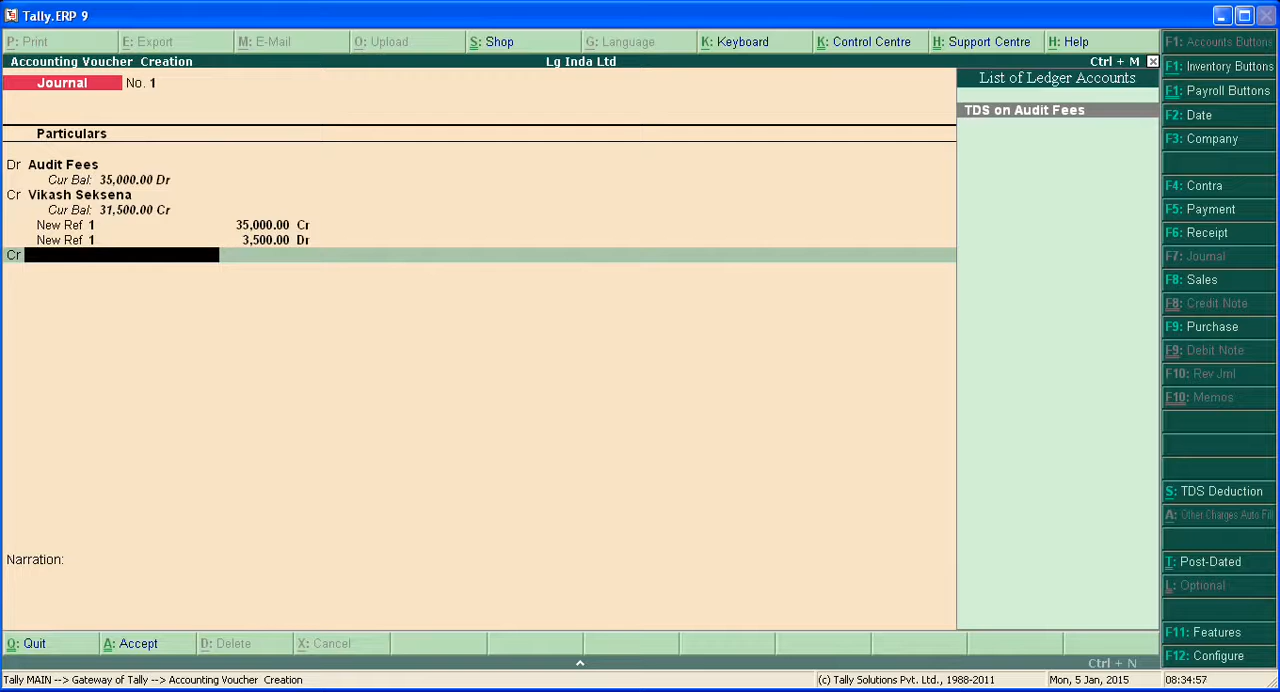 Tally.ERP 9
P: Print E: Export M: E-Mail O: Upload S: Shop G: Language K: Keyboard K: Control Centre H: Support Centre H: Help
Accounting Voucher Creation Lg Inda Ltd Ctrl + M
Journal No. 1
Particulars
Dr Audit Fees
Cur Bal: 35,000.00 Dr
Cr Vikash Seksena
Cur Bal: 31,500.00 Cr
New Ref 1 35,000.00 Cr
New Ref 1 3,500.00 Dr
Cr
Narration:
List of Ledger Accounts
TDS on Audit Fees
F1: Accounts Buttons
F1: Inventory Buttons
F1: Payroll Buttons
F2: Date
F3: Company
F4: Contra
F5: Payment
F6: Receipt
F7: Journal
F8: Sales
F8: Credit Note
F9: Purchase
F9: Debit Note
F10: Rev Jrnl
F10: Memos
S: TDS Deduction
A: Other Charges Auto Fill
T: Post-Dated
L: Optional
F11: Features
F12: Configure
Q: Quit A: Accept D: Delete X: Cancel
Ctrl + N
Tally MAIN --> Gateway of Tally --> Accounting Voucher Creation (c) Tally Solutions Pvt. Ltd., 1988-2011 Mon, 5 Jan, 2015 08:34:57